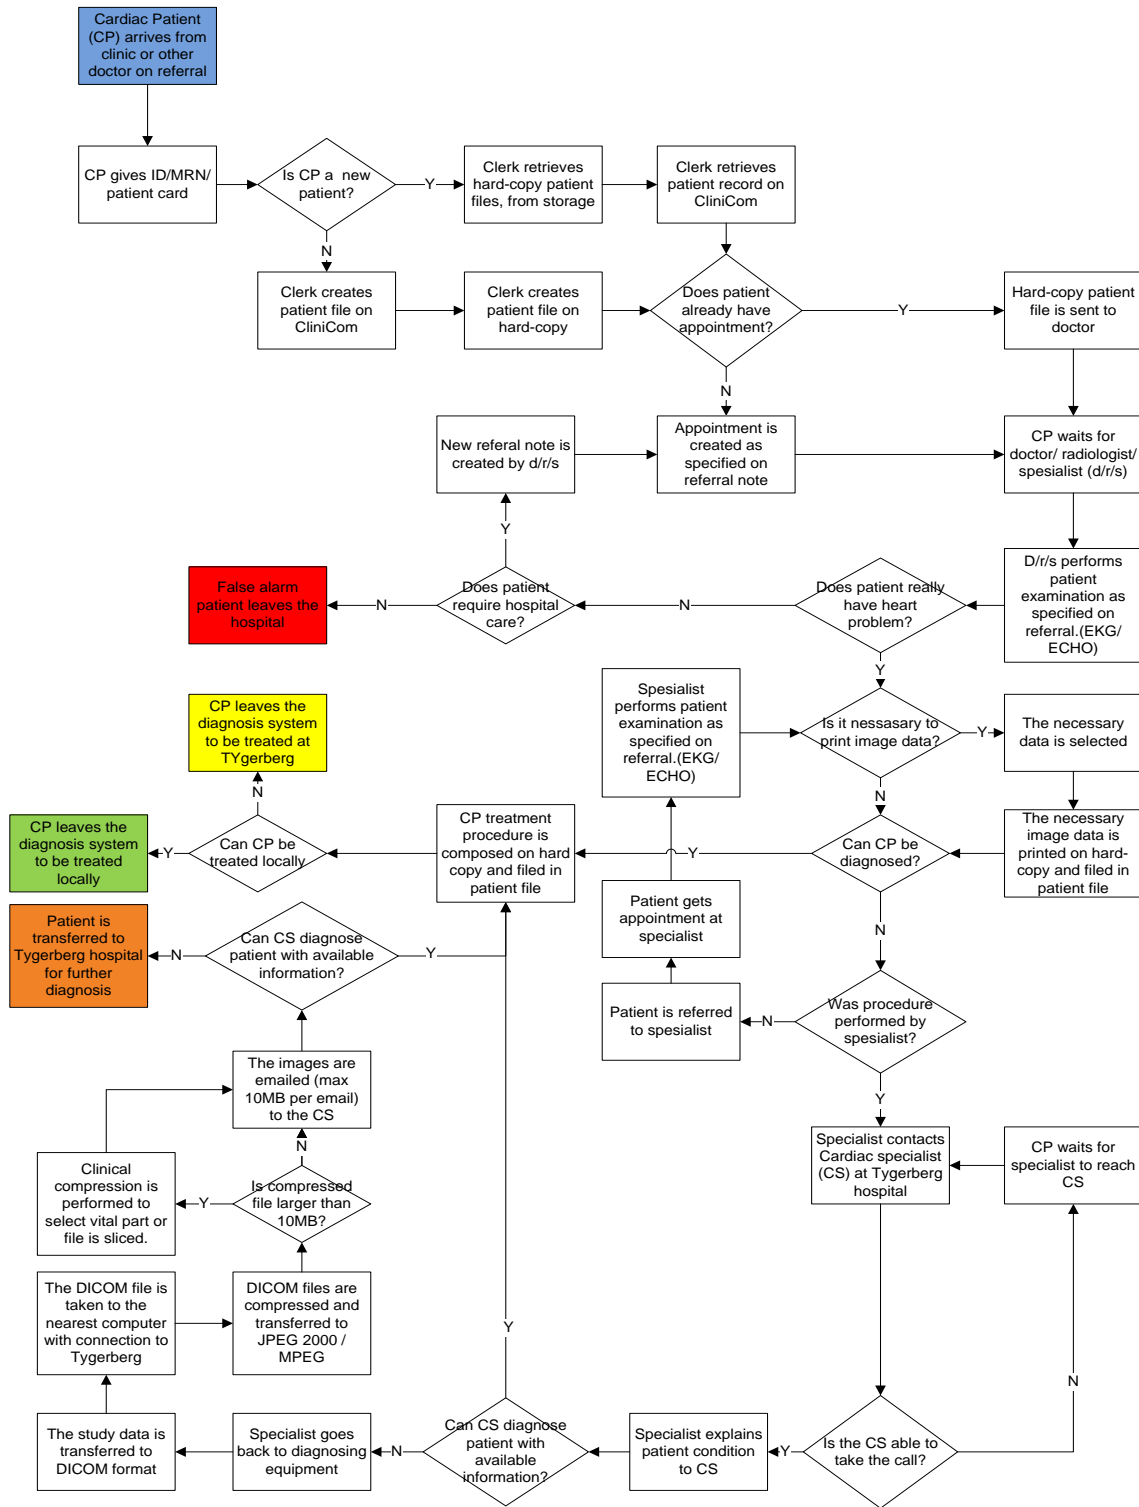 Cardiac Patient
(CP) arrives from
clinic or other
doctor on referral
CP gives ID/MRN/
patient card
Is CP a  new
patient?
Y
Clerk retrieves
hard-copy patient
files, from storage
Clerk retrieves
patient record on
CliniCom
N
Clerk creates
patient file on
CliniCom
Clerk creates
patient file on
hard-copy
Does patient
already have
appointment?
Y
Hard-copy patient
file is sent to
doctor
N
New referal note is
created by d/r/s
Appointment is
created as
specified on
referral note
CP waits for
doctor/ radiologist/
spesialist (d/r/s)
Y
False alarm
patient leaves the
hospital
N
Does patient
require hospital
care?
N
Does patient really
have heart
problem?
D/r/s performs
patient
examination as
specified on
referral.(EKG/
ECHO)
Y
CP leaves the
diagnosis system
to be treated at
TYgerberg
Spesialist
performs patient
examination as
specified on
referral.(EKG/
ECHO)
Is it nessasary to
print image data?
Y
The necessary
data is selected
N
N
CP leaves the
diagnosis system
to be treated
locally
Y
Can CP be
treated locally
CP treatment
procedure is
composed on hard
copy and filed in
patient file
Y
Can CP be
diagnosed?
The necessary
image data is
printed on hard-
copy and filed in
patient file
Patient gets
appointment at
specialist
N
Patient is
transferred to
Tygerberg hospital
for further
diagnosis
N
Can CS diagnose
patient with
available
information?
Y
Patient is referred
to spesialist
N
Was procedure
performed by
spesialist?
The images are
emailed (max
10MB per email)
to the CS
Y
N
Clinical
compression is
performed to
select vital part or
file is sliced.
Y
Is compressed
file larger than
10MB?
Specialist contacts
Cardiac specialist
(CS) at Tygerberg
hospital
CP waits for
specialist to reach
CS
The DICOM file is
taken to the
nearest computer
with connection to
Tygerberg
DICOM files are
compressed and
transferred to
JPEG 2000 /
MPEG
Y
N
The study data is
transferred to
DICOM format
Specialist goes
back to diagnosing
equipment
N
Can CS diagnose
patient with
available
information?
Specialist explains
patient condition
to CS
Y
Is the CS able to
take the call?